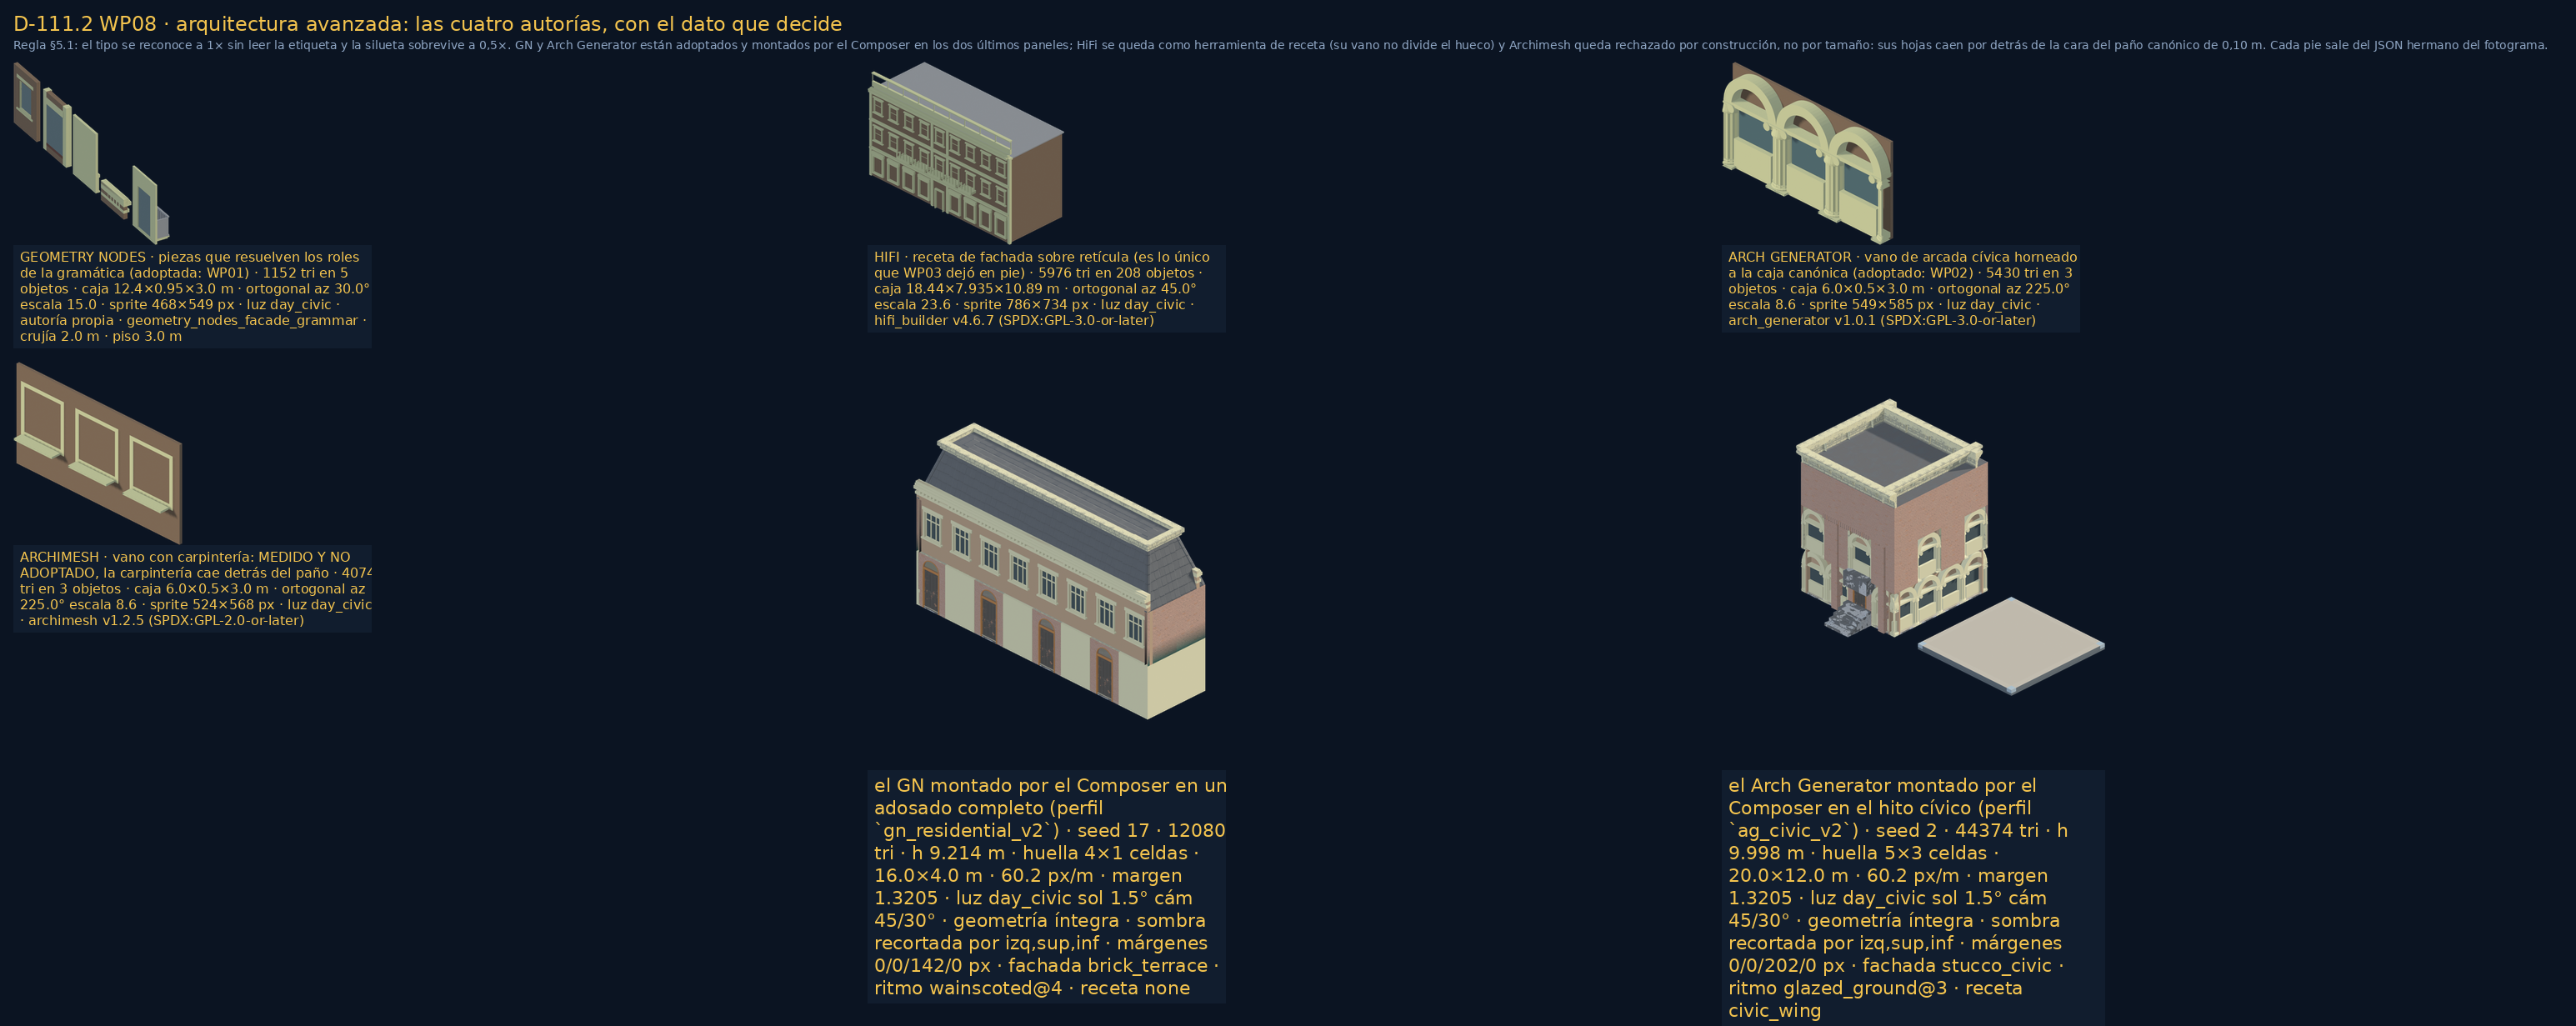 D-111.2 WP08 · arquitectura avanzada: las cuatro autorías, con el dato que decide
Regla §5.1: el tipo se reconoce a 1× sin leer la etiqueta y la silueta sobrevive a 0,5×. GN y Arch Generator están adoptados y montados por el Composer en los dos últimos paneles; HiFi se queda como herramienta de receta (su vano no divide el hueco) y Archimesh queda rechazado por construcción, no por tamaño: sus hojas caen por detrás de la cara del paño canónico de 0,10 m. Cada pie sale del JSON hermano del fotograma.
GEOMETRY NODES · piezas que resuelven los roles
de la gramática (adoptada: WP01) · 1152 tri en 5
objetos · caja 12.4×0.95×3.0 m · ortogonal az 30.0°
escala 15.0 · sprite 468×549 px · luz day_civic ·
autoría propia · geometry_nodes_facade_grammar ·
crujía 2.0 m · piso 3.0 m
HIFI · receta de fachada sobre retícula (es lo único
que WP03 dejó en pie) · 5976 tri en 208 objetos ·
caja 18.44×7.935×10.89 m · ortogonal az 45.0°
escala 23.6 · sprite 786×734 px · luz day_civic ·
hifi_builder v4.6.7 (SPDX:GPL-3.0-or-later)
ARCH GENERATOR · vano de arcada cívica horneado
a la caja canónica (adoptado: WP02) · 5430 tri en 3
objetos · caja 6.0×0.5×3.0 m · ortogonal az 225.0°
escala 8.6 · sprite 549×585 px · luz day_civic ·
arch_generator v1.0.1 (SPDX:GPL-3.0-or-later)
ARCHIMESH · vano con carpintería: MEDIDO Y NO
ADOPTADO, la carpintería cae detrás del paño · 4074
tri en 3 objetos · caja 6.0×0.5×3.0 m · ortogonal az
225.0° escala 8.6 · sprite 524×568 px · luz day_civic
· archimesh v1.2.5 (SPDX:GPL-2.0-or-later)
el GN montado por el Composer en un
adosado completo (perfil
`gn_residential_v2`) · seed 17 · 12080
tri · h 9.214 m · huella 4×1 celdas ·
16.0×4.0 m · 60.2 px/m · margen
1.3205 · luz day_civic sol 1.5° cám
45/30° · geometría íntegra · sombra
recortada por izq,sup,inf · márgenes
0/0/142/0 px · fachada brick_terrace ·
ritmo wainscoted@4 · receta none
el Arch Generator montado por el
Composer en el hito cívico (perfil
`ag_civic_v2`) · seed 2 · 44374 tri · h
9.998 m · huella 5×3 celdas ·
20.0×12.0 m · 60.2 px/m · margen
1.3205 · luz day_civic sol 1.5° cám
45/30° · geometría íntegra · sombra
recortada por izq,sup,inf · márgenes
0/0/202/0 px · fachada stucco_civic ·
ritmo glazed_ground@3 · receta
civic_wing